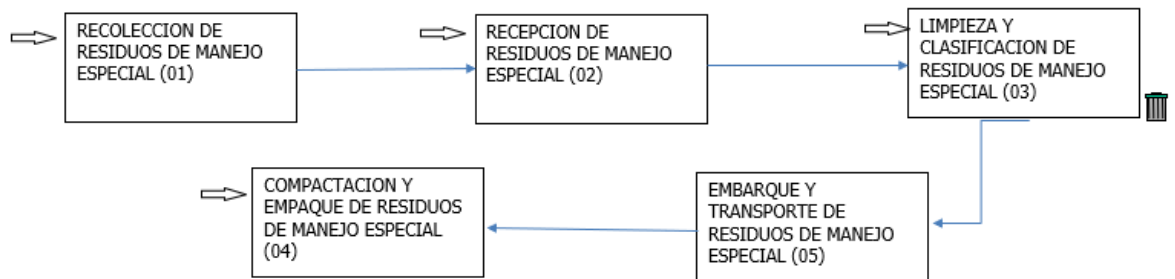 RECOLECCION DE
RESIDUOS DE MANEJO
ESPECIAL (01)
RECEPCION DE
RESIDUOS DE MANEJO
ESPECIAL (02)
LIMPIEZA Y
CLASIFICACION DE
RESIDUOS DE MANEJO
ESPECIAL (03)
COMPACTACION Y
EMPAQUE DE RESIDUOS
DE MANEJO ESPECIAL
(04)
EMBARQUE Y
TRANSPORTE DE
RESIDUOS DE MANEJO
ESPECIAL (05)